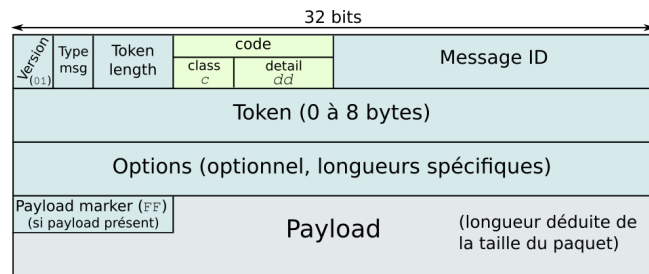 32 bits
Version
(01)
Type
msg
Token
length
code
class
c
detail
dd
Message ID
Token (0 à 8 bytes)
Options (optionnel, longueurs spécifiques)
Payload marker (FF)
(si payload présent)
Payload
(longueur déduite de
la taille du paquet)